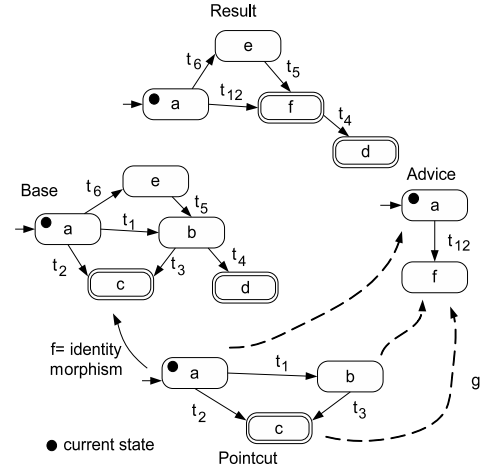 Result
e
t6
t5
a
t12
f
t4
d
Base
Advice
t6
e
t5
a
t1
b
t2
t3
t4
c
d
a
t12
f
f= identity
morphism
a
t1
b
t2
t3
c
g
current state
Pointcut